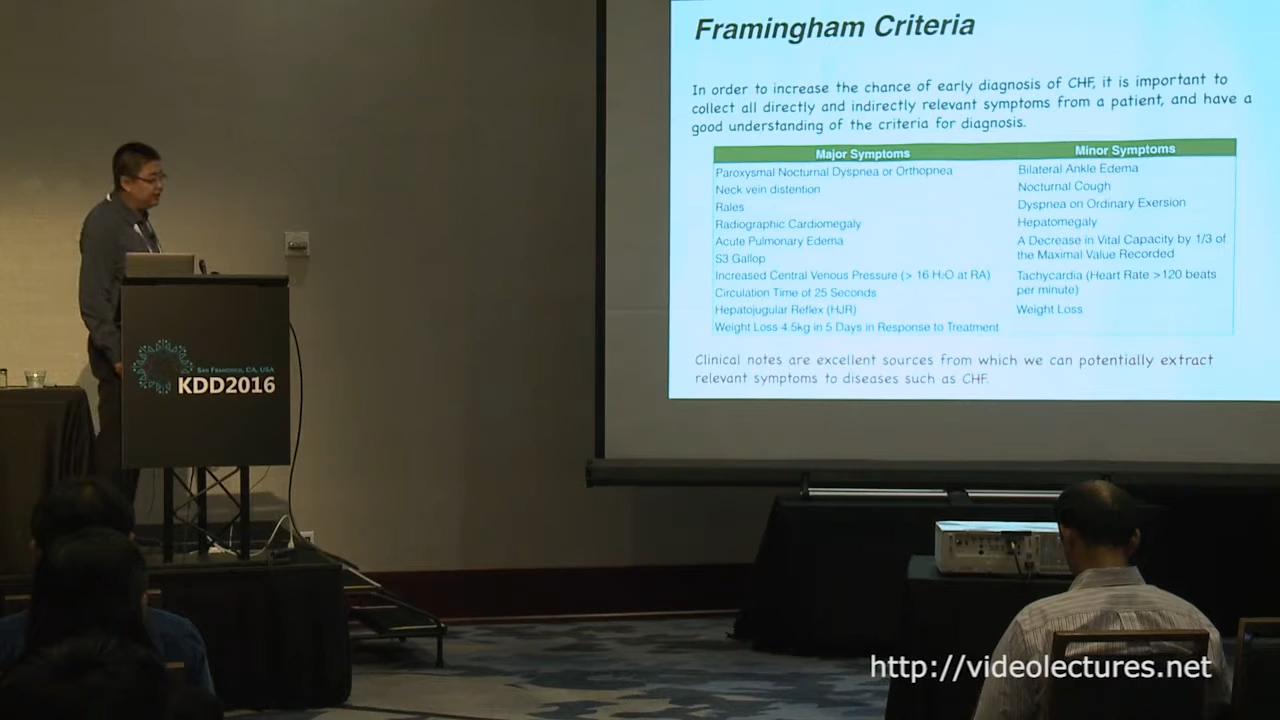 Framingham Criteria
In order to increase the chance of early diagnosis of CHF, it is important to
collect all directly and indirectly relevant symptoms from a patient, and have a
good understanding of the criteria for diagnosis.
Major Symptoms
Minor Symptoms
Paroxysmal Nocturnal Dyspnea or Orthopnea
Bilateral Ankle Edema
Neck vein distention
Nocturnal Cough
Rales
Dyspnea on Ordinary Exersion
Radiographic Cardiomegaly
Hepatomegaly
Acute Pulmonary Edema
A Decrease in Vital Capacity by 1/3 of
the Maximal Value Recorded
S3 Gallop
Increased Central Venous Pressure (> 16 H₂O at RA)
Tachycardia (Heart Rate >120 beats
per minute)
Circulation Time of 25 Seconds
Hepatojugular Reflex (HJR)
Weight Loss
Weight Loss 4.5kg in 5 Days in Response to Treatment
Clinical notes are excellent sources from which we can potentially extract
relevant symptoms to diseases such as CHF.
SAN FRANCISCO, CA, USA
KDD2016
http://videolectures.net